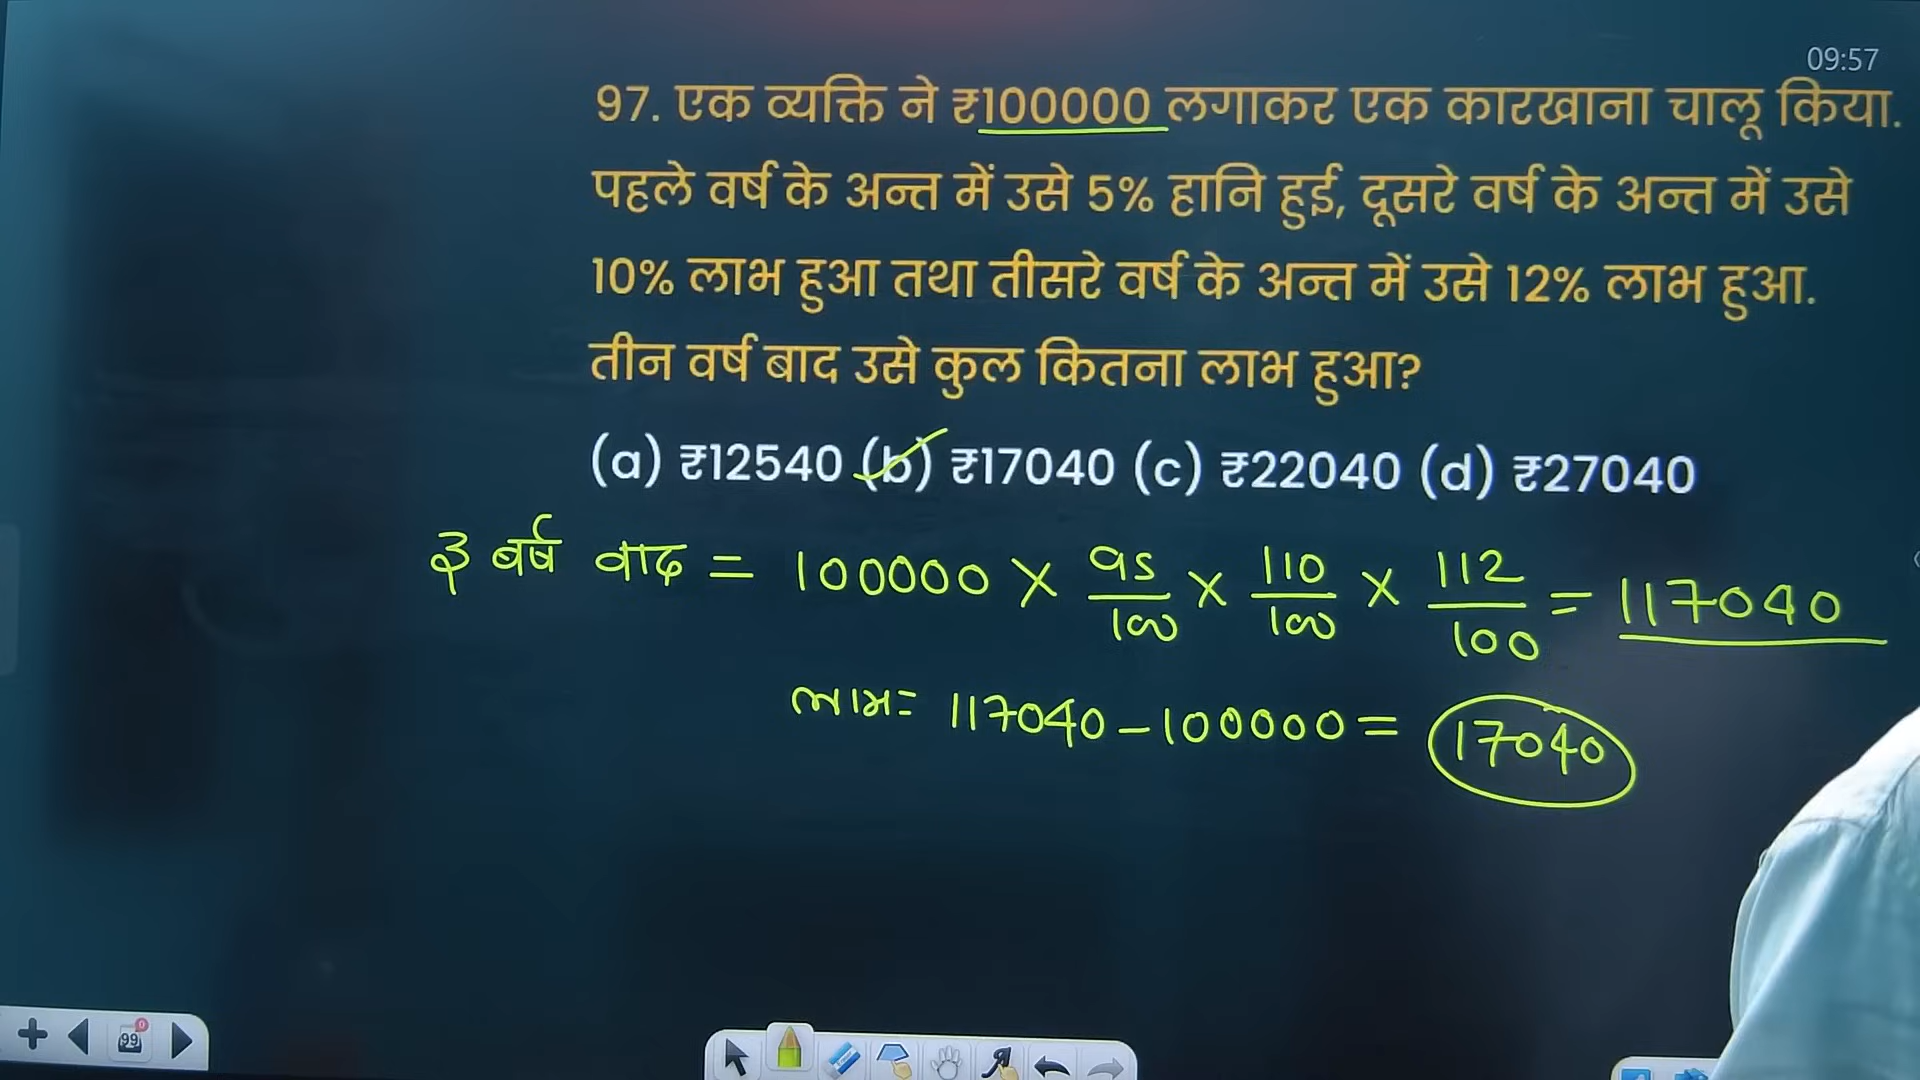 09:57
97. एक व्यक्ति ने ₹100000 लगाकर एक कारखाना चालू किया.
पहले वर्ष के अन्त में उसे 5% हानि हुई, दूसरे वर्ष के अन्त में उसे
10% लाभ हुआ तथा तीसरे वर्ष के अन्त में उसे 12% लाभ हुआ.
तीन वर्ष बाद उसे कुल कितना लाभ हुआ?
(a) ₹12540 (b) ₹17040 (c) ₹22040 (d) ₹27040
3 वर्ष बाद = 100000 × 95/100 × 110/100 × 112/100 = 117040
लाभ = 117040 - 100000 = 17040
99